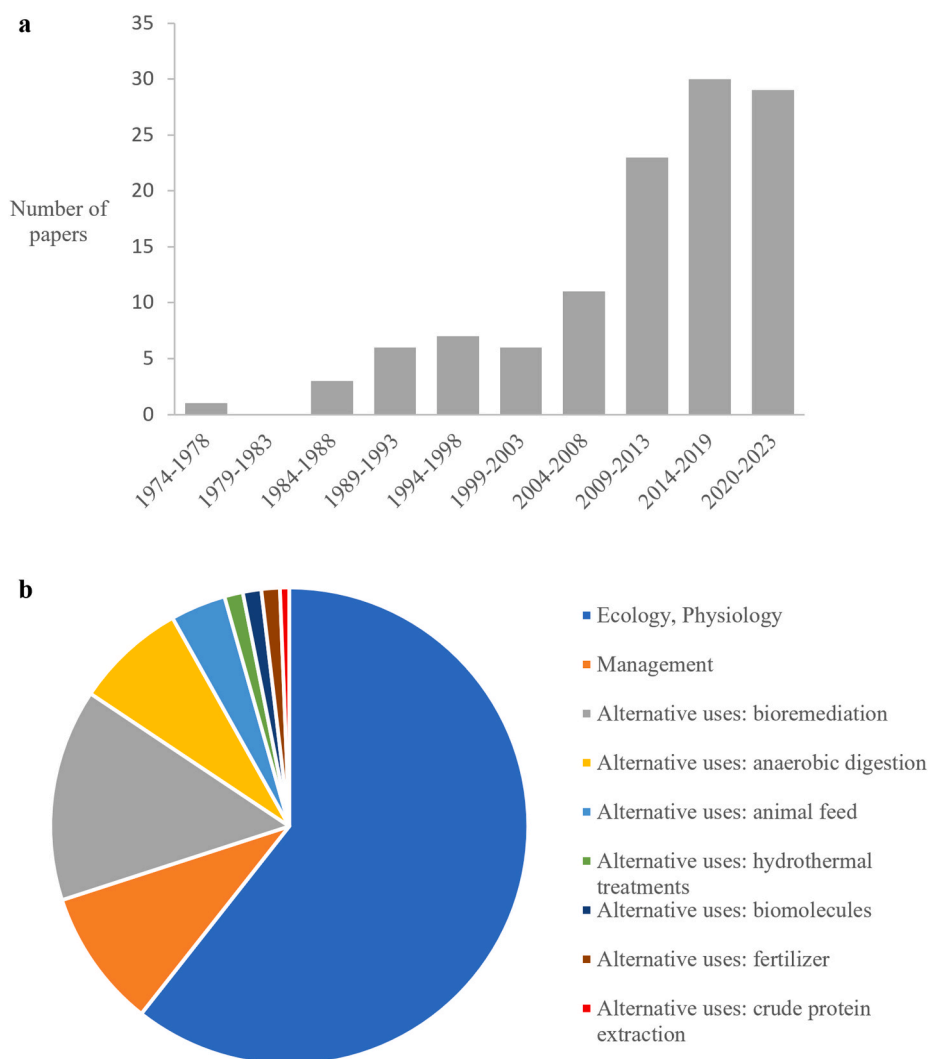 a
35
30
25
20
15
10
5
0
Number of
papers
1974-1978
1979-1983
1984-1988
1989-1993
1994-1998
1999-2003
2004-2008
2009-2013
2014-2019
2020-2023
b
Ecology, Physiology
Management
Alternative uses: bioremediation
Alternative uses: anaerobic digestion
Alternative uses: animal feed
Alternative uses: hydrothermal
treatments
Alternative uses: biomolecules
Alternative uses: fertilizer
Alternative uses: crude protein
extraction